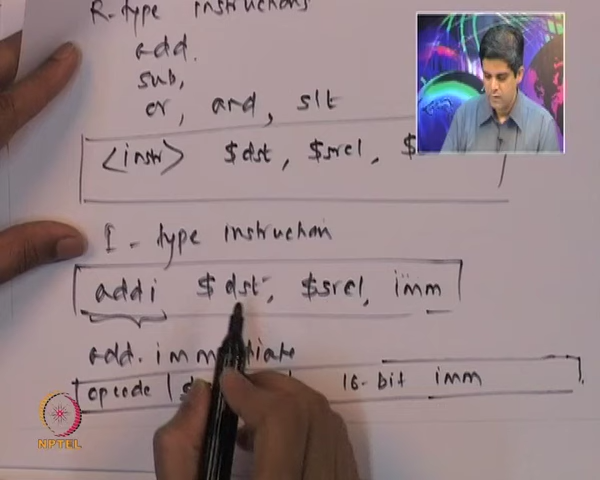 R-type instructions
add.
sub,
or, and, slt
<instr> $dst, $src1,
I-type instruction
addi $dst, $src1, imm
add. immediate
opcode | 16-bit imm
NPTEL